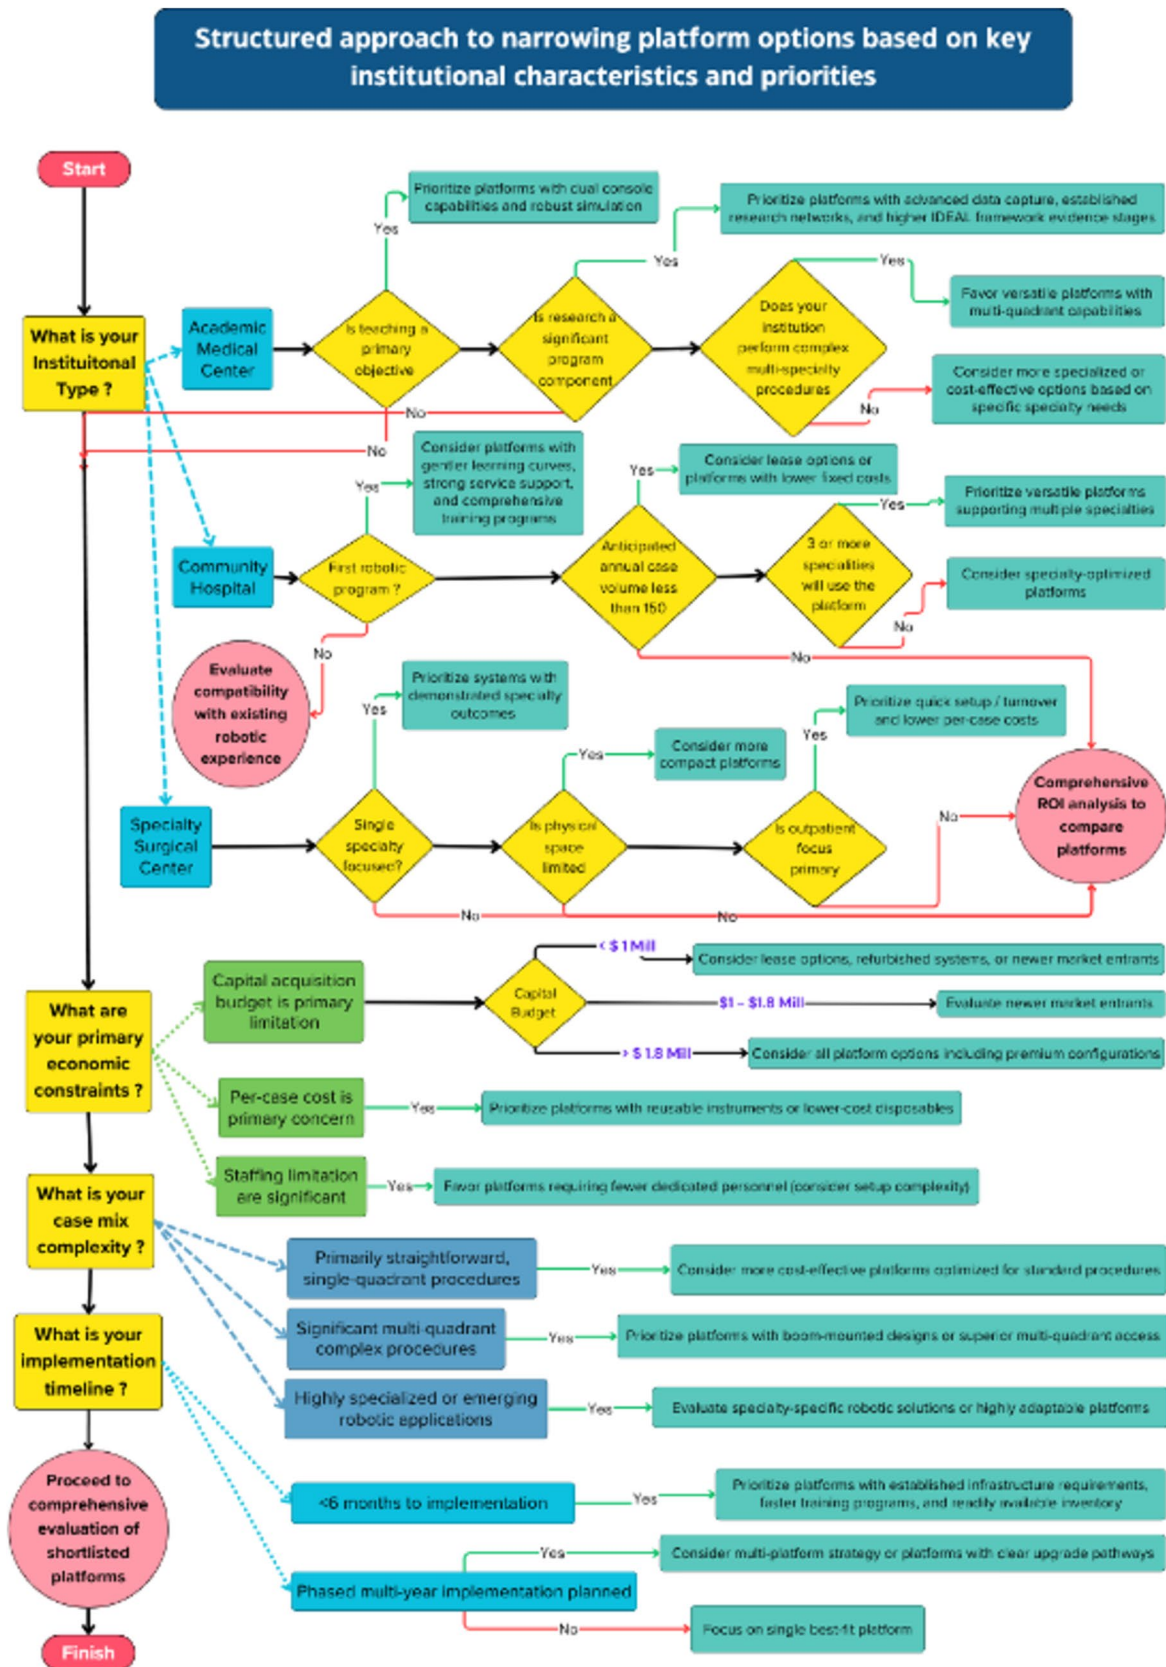 Structured approach to narrowing platform options based on key
institutional characteristics and priorities
Start
Prioritize platforms with dual console
capabilities and robust simulation
Prioritize platforms with advanced data capture, established
research networks, and higher IDEAL framework evidence stages
Yes
Yes
Yes
What is your
Instituitonal
Type ?
Academic
Medical
Center
Is teaching a
primary
objective
Is research a
significant
program
component
Does your
institution
perform complex
multi-specialty
procedures
Favor versatile platforms with
multi-quadrant capabilities
Consider more specialized or
cost-effective options based on
specific specialty needs
No
No
No
Consider platforms with
gentler learning curves,
strong service support,
and comprehensive
training programs
Yes
Consider lease options or
platforms with lower fixed costs
Yes
Yes
Prioritize versatile platforms
supporting multiple specialties
Community
Hospital
First robotic
program ?
Anticipated
annual case
volume less
than 150
3 or more
specialities
will use the
platform
Consider specialty-optimized
platforms
No
No
No
Evaluate
compatibility
with existing
robotic
experience
Prioritize systems with
demonstrated specialty
outcomes
Yes
Yes
Consider more
compact platforms
Prioritize quick setup / turnover
and lower per-case costs
Yes
Specialty
Surgical
Center
Single
specialty
focused?
Is physical
space
limited
Is outpatient
focus
primary
No
Comprehensive
ROI analysis to
compare
platforms
No
No
What are
your primary
economic
constraints ?
Capital acquisition
budget is primary
limitation
Capital
Budget
< $ 1 Mill
Consider lease options, refurbished systems, or newer market entrants
$1 – $1.8 Mill
Evaluate newer market entrants
> $ 1.8 Mill
Consider all platform options including premium configurations
Per-case cost is
primary concern
Yes
Prioritize platforms with reusable instruments or lower-cost disposables
Staffing limitation
are significant
Yes
Favor platforms requiring fewer dedicated personnel (consider setup complexity)
What is your
case mix
complexity ?
Primarily straightforward,
single-quadrant procedures
Yes
Consider more cost-effective platforms optimized for standard procedures
Significant multi-quadrant
complex procedures
Yes
Prioritize platforms with boom-mounted designs or superior multi-quadrant access
Highly specialized or emerging
robotic applications
Yes
Evaluate specialty-specific robotic solutions or highly adaptable platforms
What is your
implementation
timeline ?
<6 months to implementation
Yes
Prioritize platforms with established infrastructure requirements,
faster training programs, and readily available inventory
Phased multi-year implementation planned
Yes
Consider multi-platform strategy or platforms with clear upgrade pathways
No
Focus on single best-fit platform
Proceed to
comprehensive
evaluation of
shortlisted
platforms
Finish